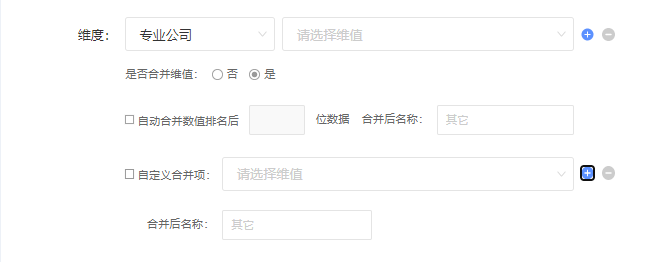 维度： 专业公司 请选择维值
是否合并维值： 否 是
自动合并数值排名后 位数据 合并后名称： 其它
自定义合并项： 请选择维值
合并后名称： 其它